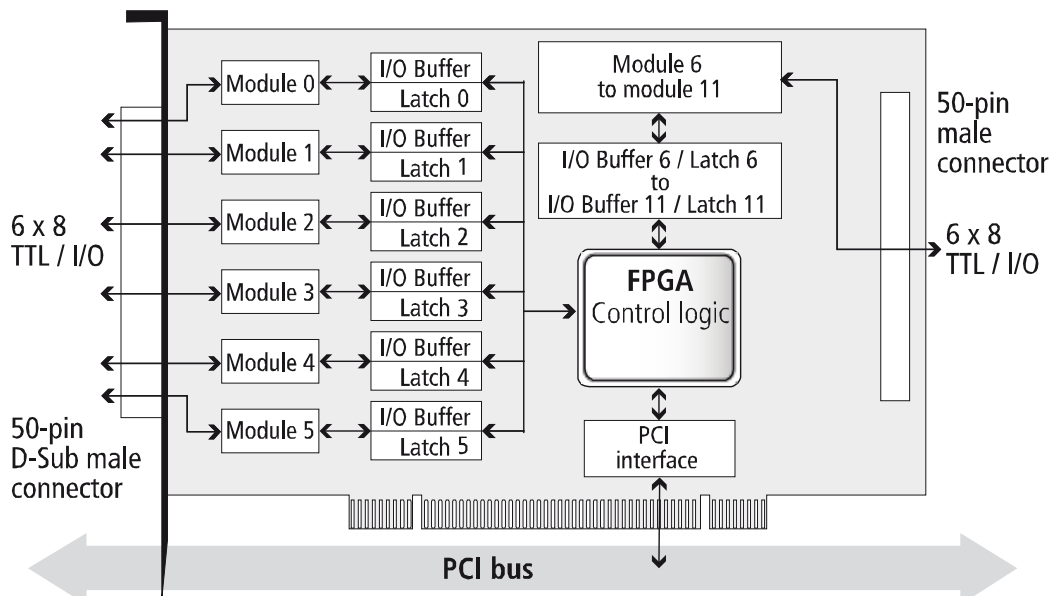 6 x 8
TTL / I/O
50-pin
D-Sub male
connector
Module 0
I/O Buffer
Latch 0
Module 1
I/O Buffer
Latch 1
Module 2
I/O Buffer
Latch 2
Module 3
I/O Buffer
Latch 3
Module 4
I/O Buffer
Latch 4
Module 5
I/O Buffer
Latch 5
Module 6
to module 11
I/O Buffer 6 / Latch 6
to
I/O Buffer 11 / Latch 11
FPGA
Control logic
PCI
interface
50-pin
male
connector
6 x 8
TTL / I/O
PCI bus